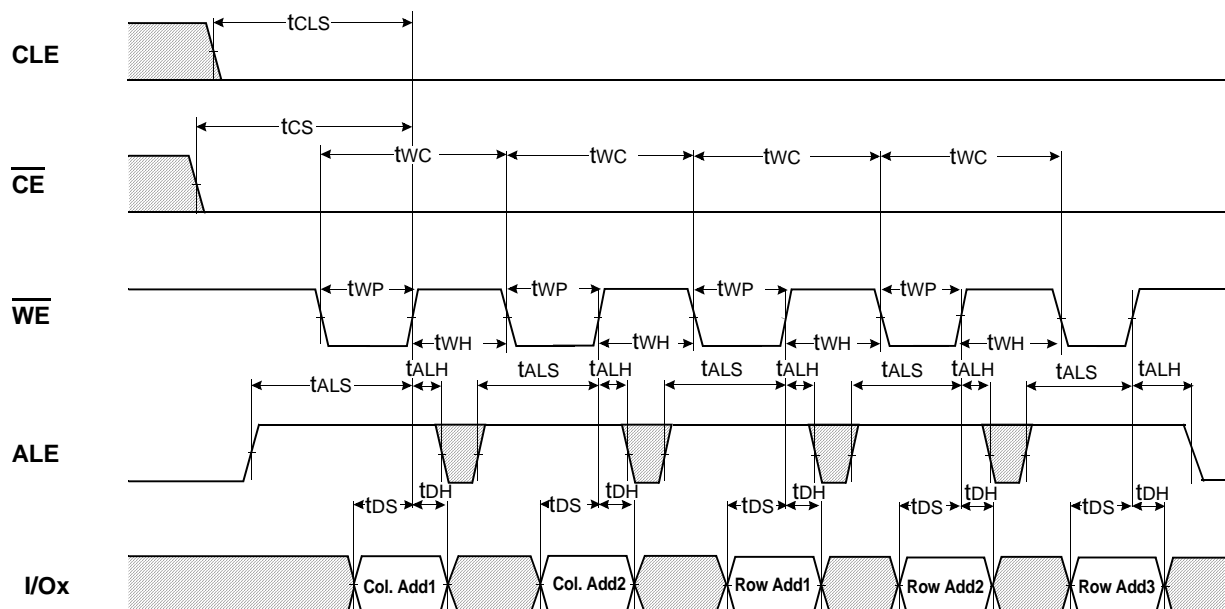 tCLS
CLE
tCS
tWC tWC tWC tWC
CE
tWP tWP tWP tWP
WE
tWH tWH tWH tWH
tALS tALH tALS tALH tALS tALH tALS tALH tALS tALH
ALE
tDS tDH tDS tDH tDS tDH tDS tDH tDS tDH
I/Ox Col. Add1 Col. Add2 Row Add1 Row Add2 Row Add3